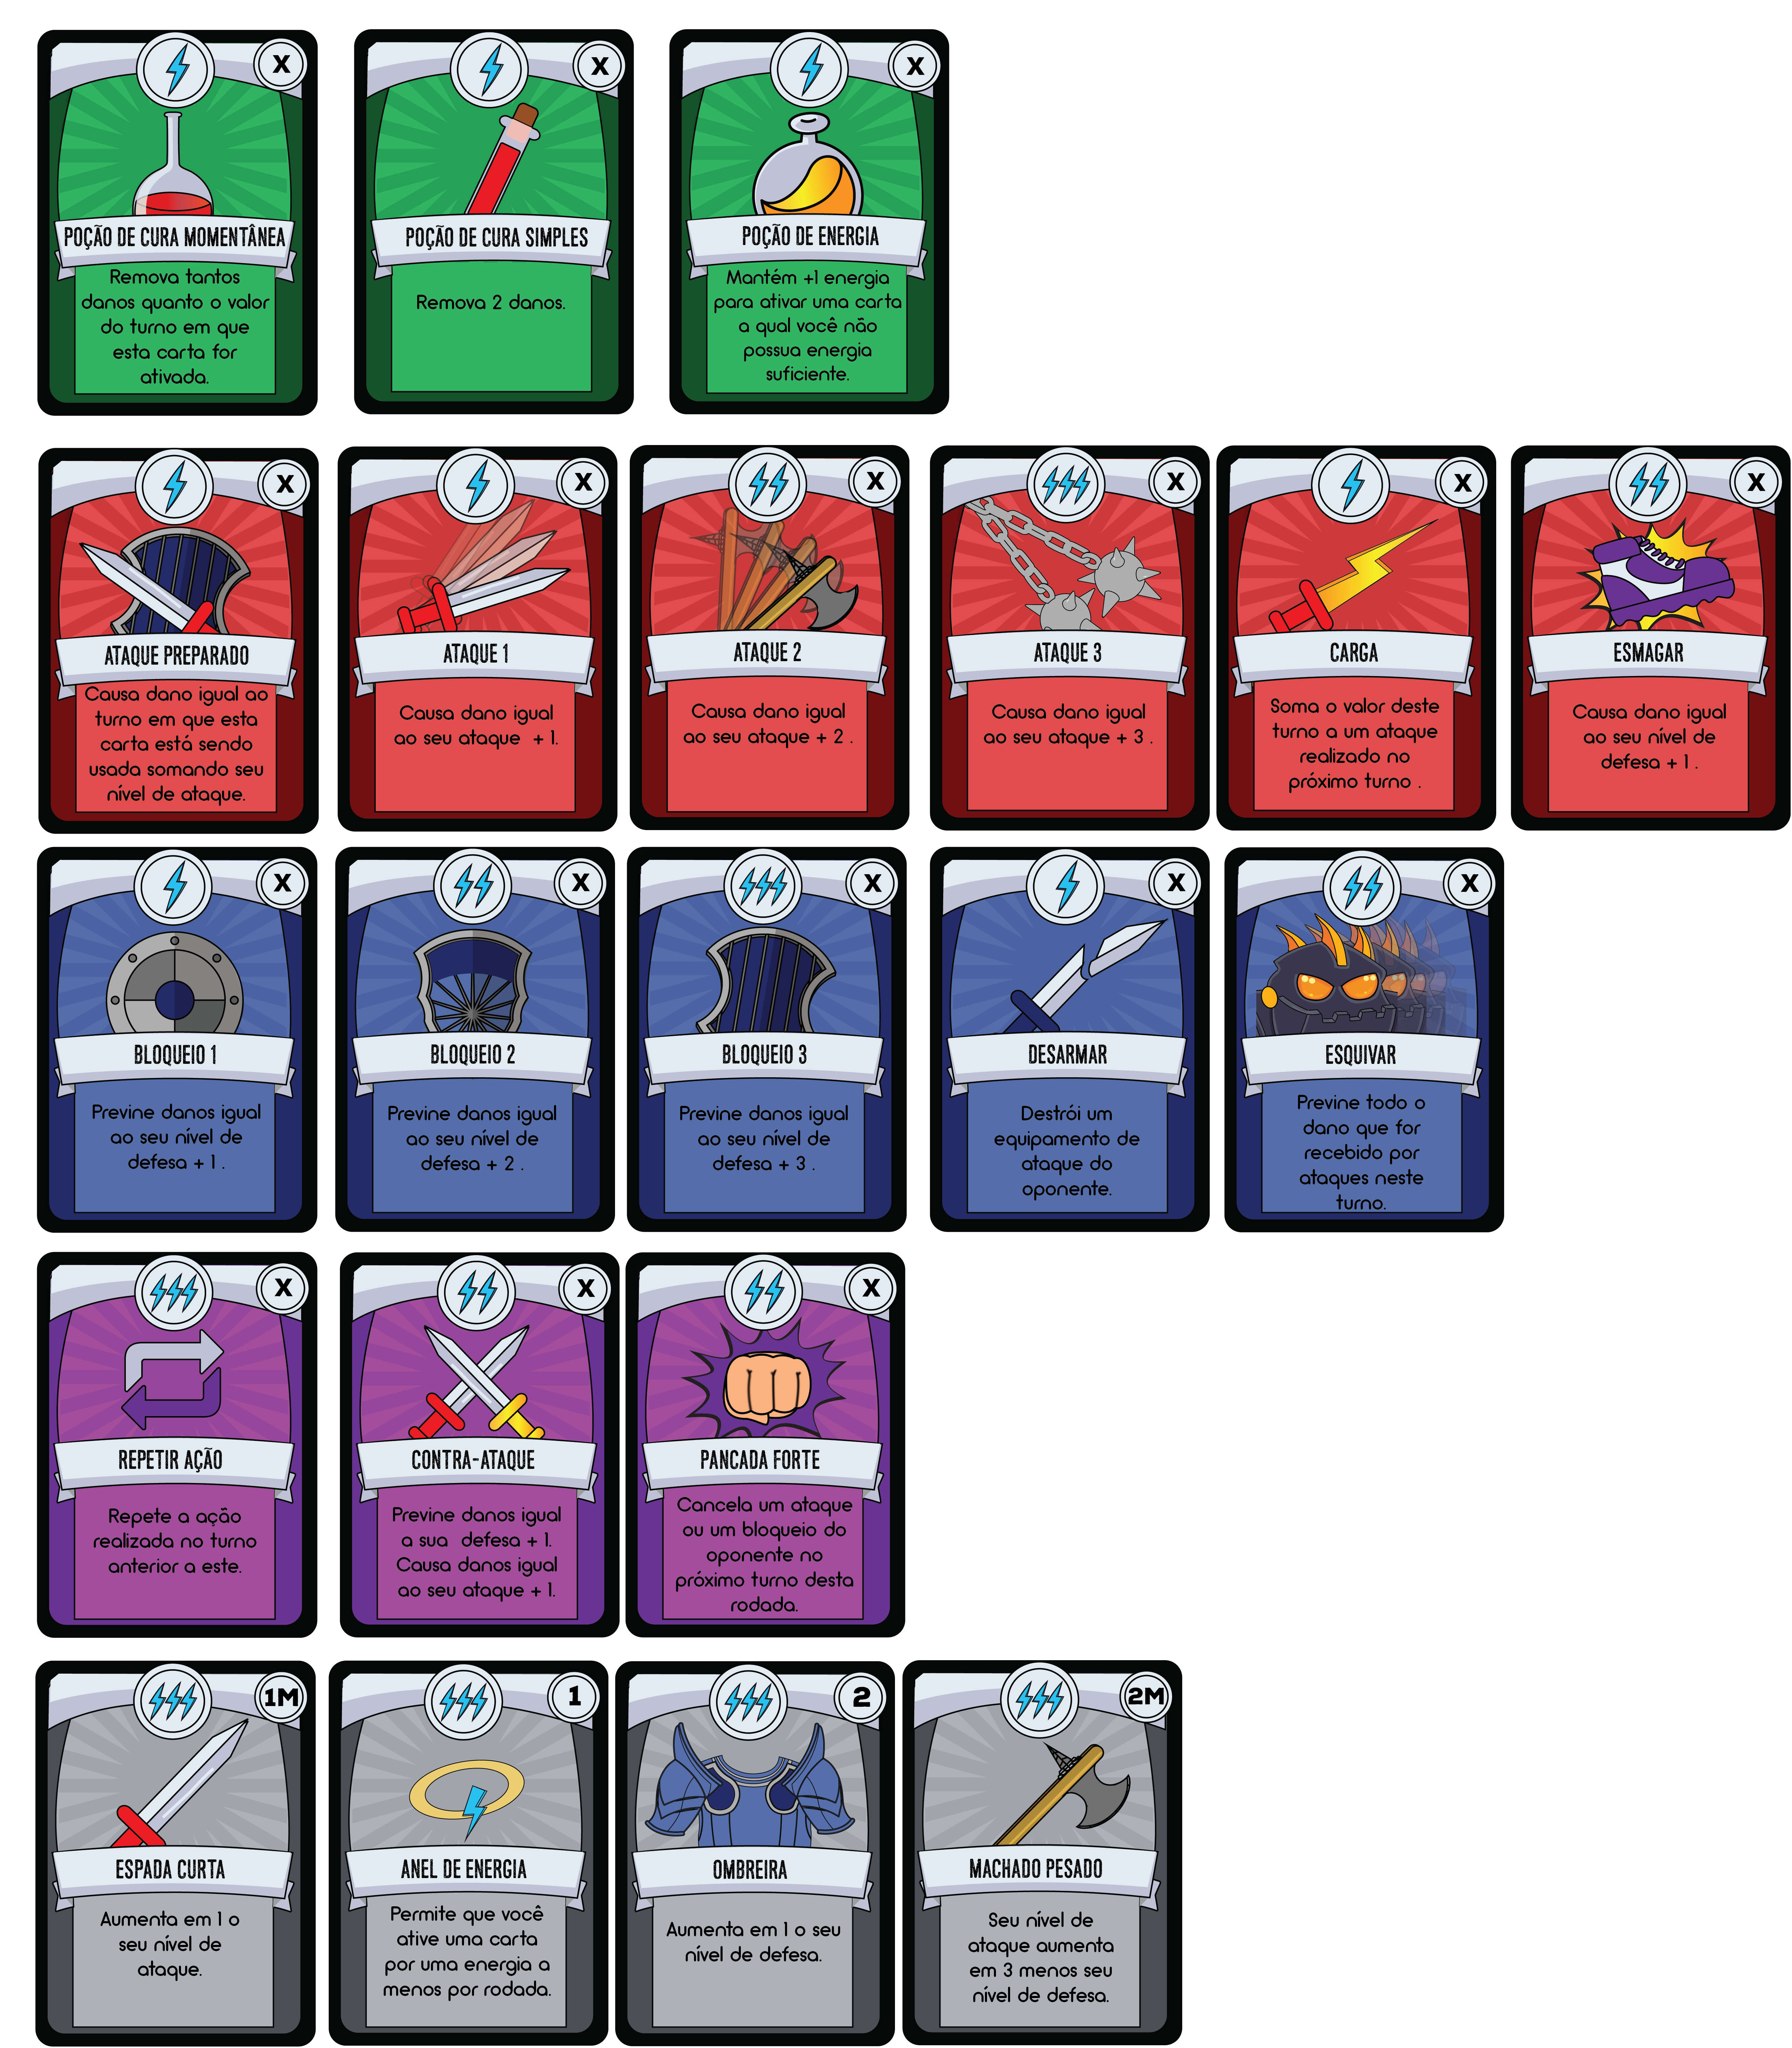 X
POÇÃO DE CURA MOMENTÂNEA
Remova tantos
danos quanto o valor
do turno em que
esta carta for
ativada.
X
POÇÃO DE CURA SIMPLES
Remova 2 danos.
X
POÇÃO DE ENERGIA
Mantém +1 energia
para ativar uma carta
a qual você não
possua energia
suficiente.
X
ATAQUE PREPARADO
Causa dano igual ao
turno em que esta
carta está sendo
usada somando seu
nível de ataque.
X
ATAQUE 1
Causa dano igual
ao seu ataque + 1.
X
ATAQUE 2
Causa dano igual
ao seu ataque + 2 .
X
ATAQUE 3
Causa dano igual
ao seu ataque + 3 .
X
CARGA
Soma o valor deste
turno a um ataque
realizado no
próximo turno .
X
ESMAGAR
Causa dano igual
ao seu nível de
defesa + 1 .
X
BLOQUEIO 1
Previne danos igual
ao seu nível de
defesa + 1 .
X
BLOQUEIO 2
Previne danos igual
ao seu nível de
defesa + 2 .
X
BLOQUEIO 3
Previne danos igual
ao seu nível de
defesa + 3 .
X
DESARMAR
Destrói um
equipamento de
ataque do
oponente.
X
ESQUIVAR
Previne todo o
dano que for
recebido por
ataques neste
turno.
X
REPETIR AÇÃO
Repete a ação
realizada no turno
anterior a este.
X
CONTRA-ATAQUE
Previne danos igual
a sua defesa + 1.
Causa danos igual
ao seu ataque + 1.
X
PANCADA FORTE
Cancela um ataque
ou um bloqueio do
oponente no
próximo turno desta
rodada.
1M
ESPADA CURTA
Aumenta em 1 o
seu nível de
ataque.
1
ANEL DE ENERGIA
Permite que você
ative uma carta
por uma energia a
menos por rodada.
2
OMBREIRA
Aumenta em 1 o seu
nível de defesa.
2M
MACHADO PESADO
Seu nível de
ataque aumenta
em 3 menos seu
nível de defesa.